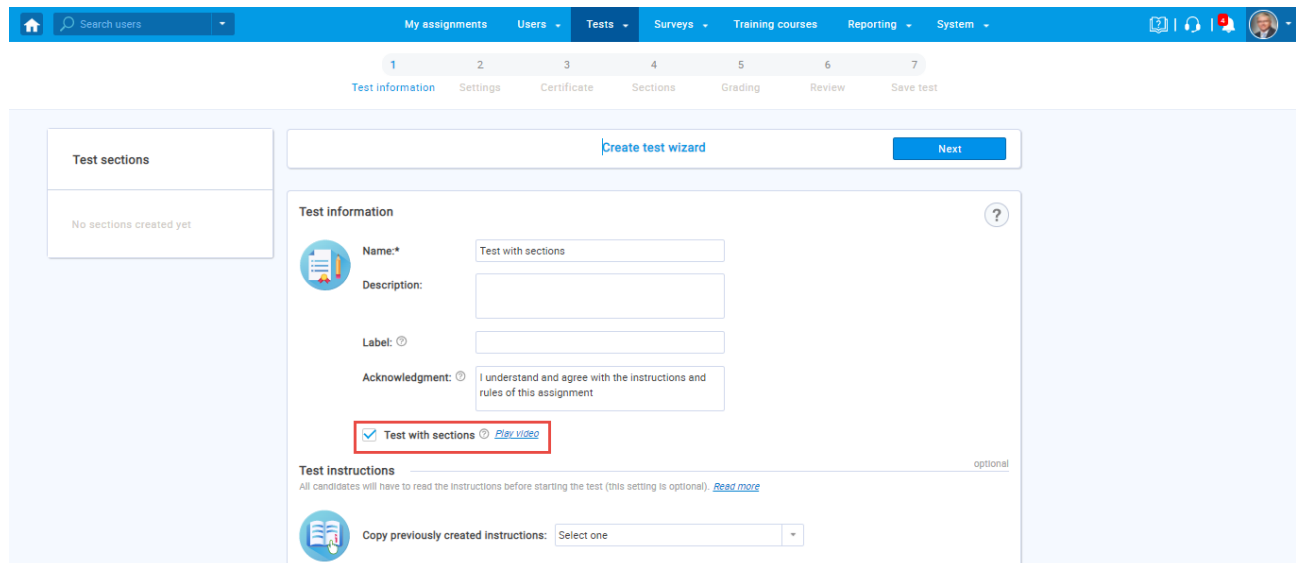 Search users
My assignments Users Tests Surveys Training courses Reporting System
4
1 2 3 4 5 6 7
Test information Settings Certificate Sections Grading Review Save test
Test sections
No sections created yet
Create test wizard
Next
Test information
?
Name:* Test with sections
Description:
Label: ?
Acknowledgment: ? I understand and agree with the instructions and
rules of this assignment
Test with sections ? Play video
optional
Test instructions
All candidates will have to read the instructions before starting the test (this setting is optional). Read more
Copy previously created instructions: Select one